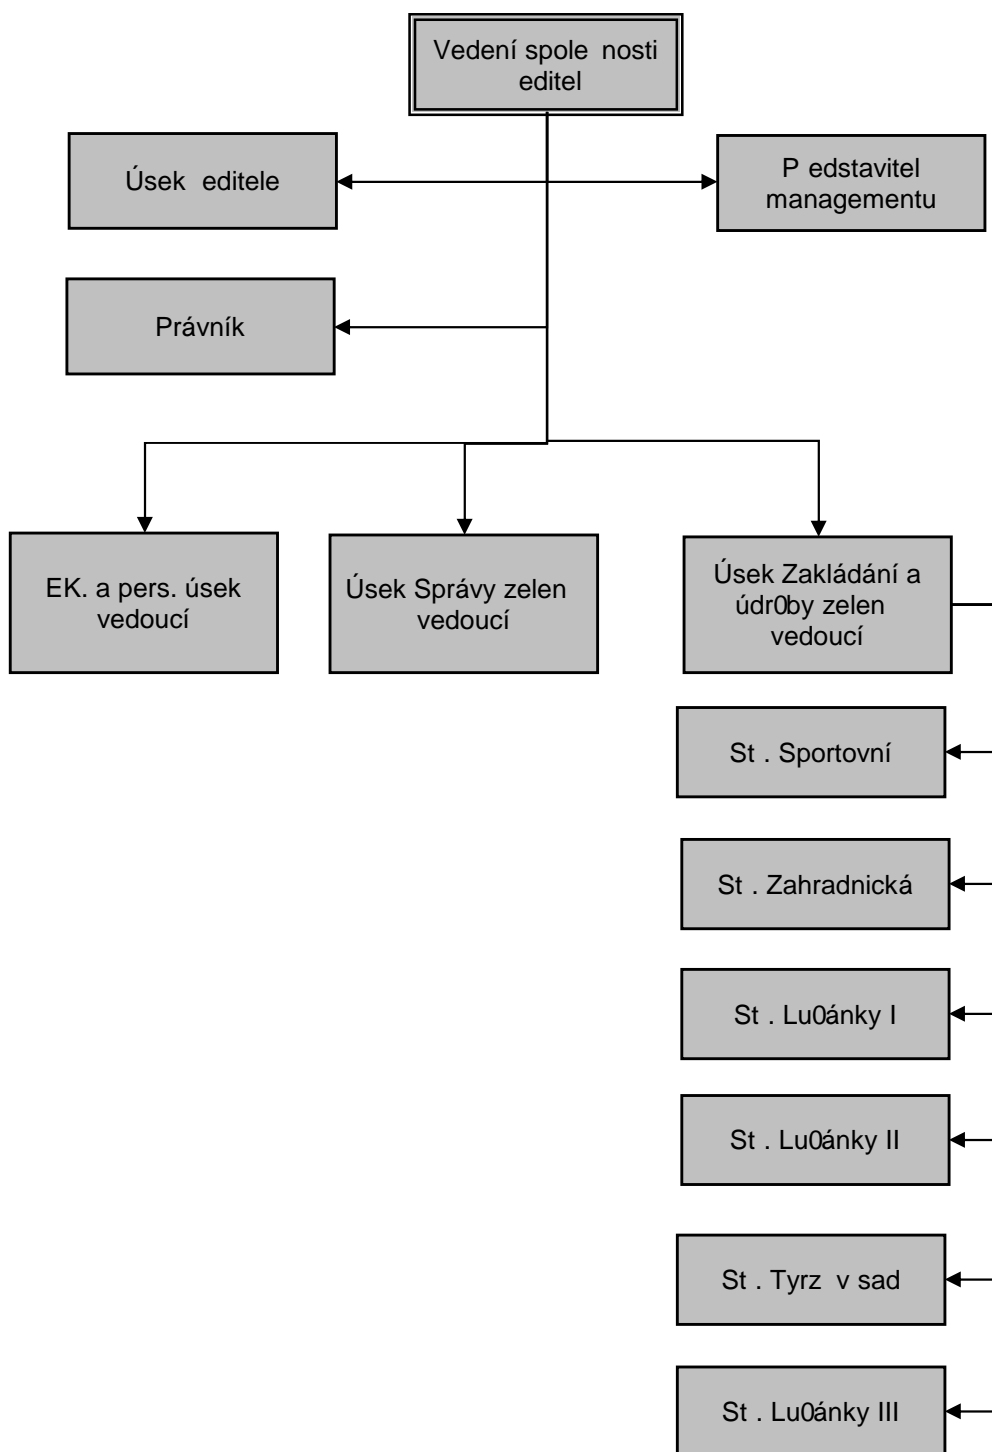 Vedení spole nosti
editel
Úsek editele
P edstavitel
managementu
Právník
EK. a pers. úsek
vedoucí
Úsek Správy zelen
vedoucí
Úsek Zakládání a
údr0by zelen
vedoucí
St . Sportovní
St . Zahradnická
St . Lu0ánky I
St . Lu0ánky II
St . Tyrz v sad
St . Lu0ánky III